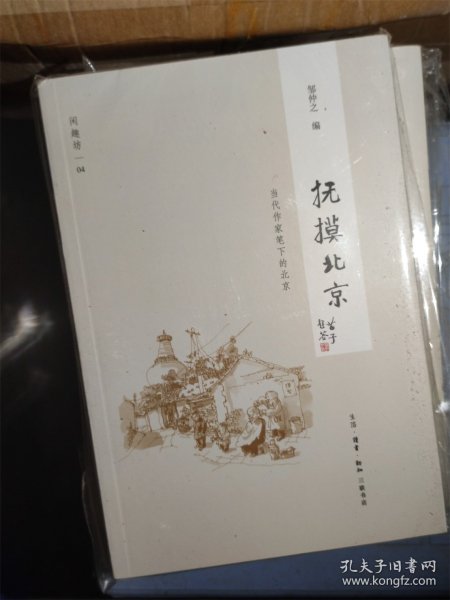 闲趣坊—04
邹仲之 编
抚摸北京
当代作家笔下的北京
生活·读书·新知三联书店
孔夫子旧书网
www.kongfz.com